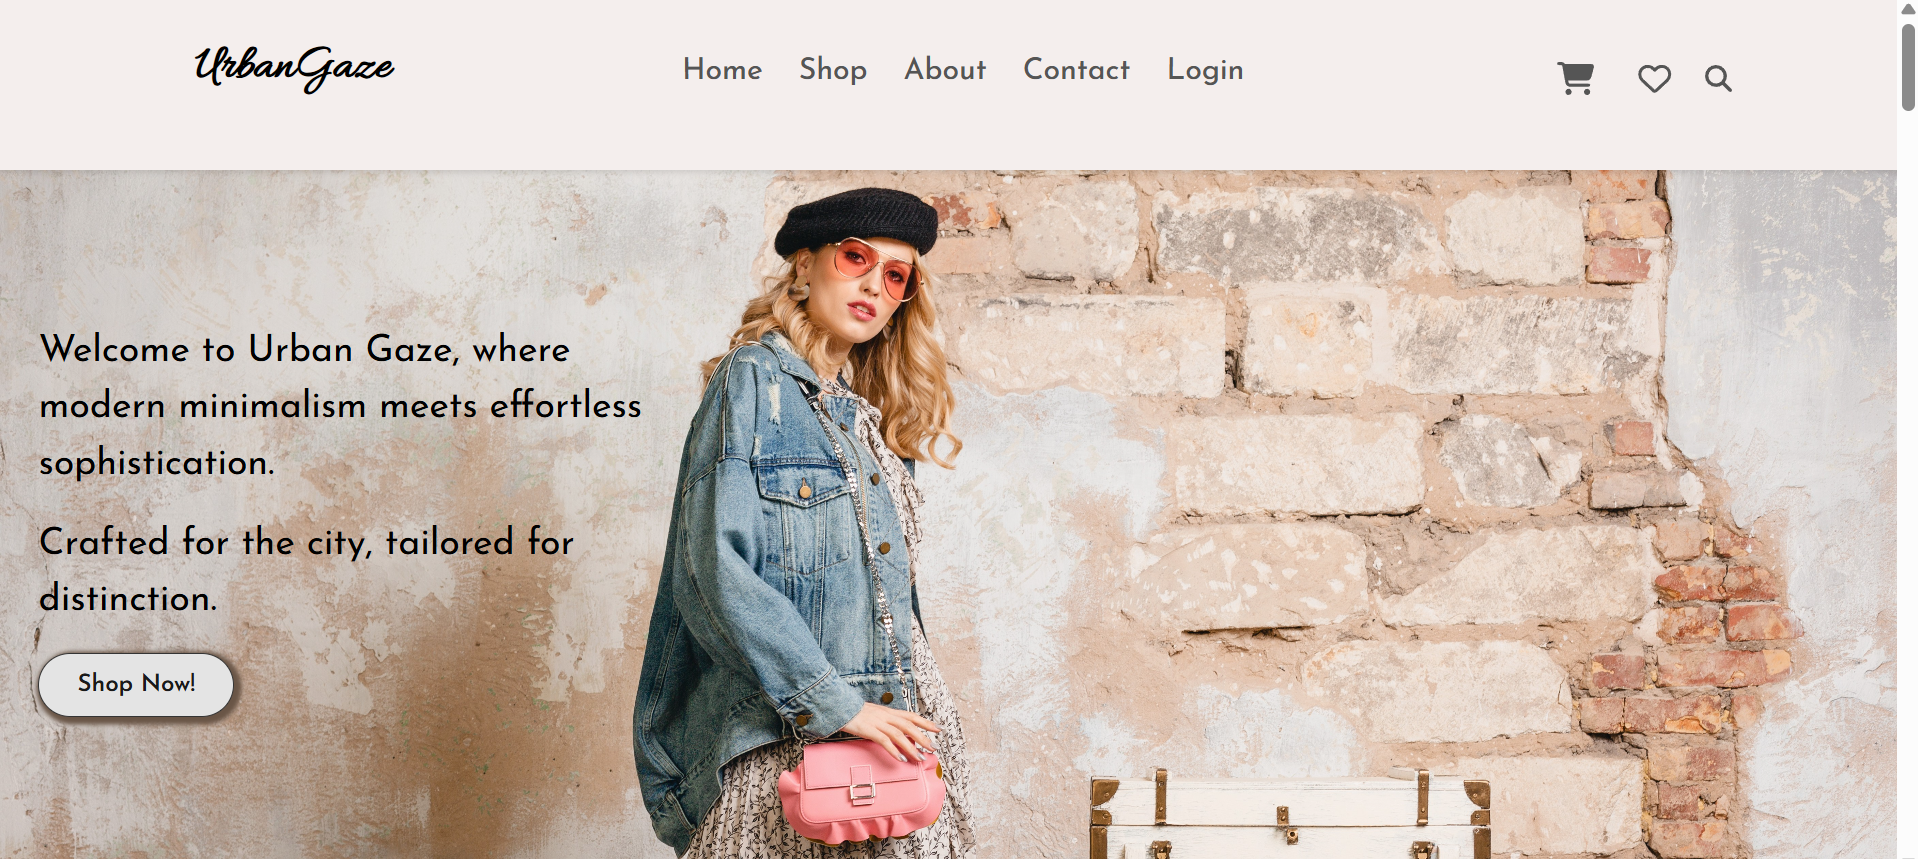 UrbanGaze
Home Shop About Contact Login
Welcome to Urban Gaze, where
modern minimalism meets effortless
sophistication.
Crafted for the city, tailored for
distinction.
Shop Now!